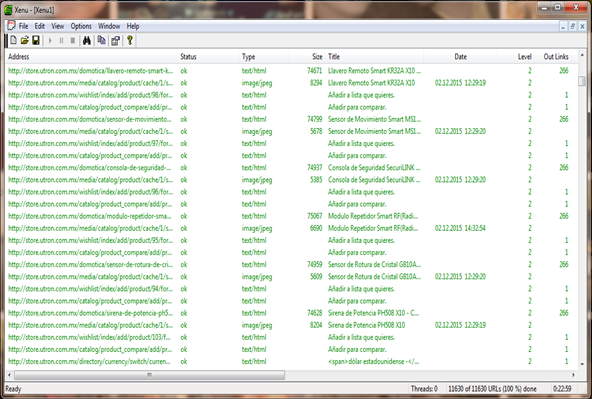 Xenu - [Xenu1]
File Edit View Options Window Help
Address Status Type Size Title Date Level Out Links
http://store.utron.com.mx/domotica/llavero-remoto-smart-k... ok text/html 74671 Llavero Remoto Smart KR32A X10 ... 2 266
http://store.utron.com.mx/media/catalog/product/cache/1/s... ok image/jpeg 8294 Llavero Remoto Smart KR32A X10 02.12.2015 12:29:19 2
http://store.utron.com.mx/wishlist/index/add/product/98/for... ok text/html Añadir a lista que quieres. 2 1
http://store.utron.com.mx/catalog/product_compare/add/pr... ok text/html Añadir para comparar. 2 1
http://store.utron.com.mx/domotica/sensor-de-movimiento... ok text/html 74799 Sensor de Movimiento Smart MS1... 2 266
http://store.utron.com.mx/media/catalog/product/cache/1/s... ok image/jpeg 5678 Sensor de Movimiento Smart MS1... 02.12.2015 12:29:20 2
http://store.utron.com.mx/wishlist/index/add/product/97/for... ok text/html Añadir a lista que quieres. 2 1
http://store.utron.com.mx/catalog/product_compare/add/pr... ok text/html Añadir para comparar. 2 1
http://store.utron.com.mx/domotica/consola-de-seguridad-... ok text/html 74937 Consola de Seguridad SecuriLINK ... 2 266
http://store.utron.com.mx/media/catalog/product/cache/1/s... ok image/jpeg 5385 Consola de Seguridad SecuriLINK ... 02.12.2015 12:29:20 2
http://store.utron.com.mx/wishlist/index/add/product/96/for... ok text/html Añadir a lista que quieres. 2 1
http://store.utron.com.mx/catalog/product_compare/add/pr... ok text/html Añadir para comparar. 2 1
http://store.utron.com.mx/domotica/modulo-repetidor-sma... ok text/html 75067 Modulo Repetidor Smart RF(Radi... 2 266
http://store.utron.com.mx/media/catalog/product/cache/1/s... ok image/jpeg 6690 Modulo Repetidor Smart RF(Radi... 02.12.2015 14:32:54 2
http://store.utron.com.mx/wishlist/index/add/product/95/for... ok text/html Añadir a lista que quieres. 2 1
http://store.utron.com.mx/catalog/product_compare/add/pr... ok text/html Añadir para comparar. 2 1
http://store.utron.com.mx/domotica/sensor-de-rotura-de-cri... ok text/html 74959 Sensor de Rotura de Cristal GB10A... 2 266
http://store.utron.com.mx/media/catalog/product/cache/1/s... ok image/jpeg 5609 Sensor de Rotura de Cristal GB10A... 02.12.2015 12:29:20 2
http://store.utron.com.mx/wishlist/index/add/product/94/for... ok text/html Añadir a lista que quieres. 2 1
http://store.utron.com.mx/catalog/product_compare/add/pr... ok text/html Añadir para comparar. 2 1
http://store.utron.com.mx/domotica/sirena-de-potencia-ph5... ok text/html 74628 Sirena de Potencia PH508 X10 - C... 2 266
http://store.utron.com.mx/media/catalog/product/cache/1/s... ok image/jpeg 8204 Sirena de Potencia PH508 X10 02.12.2015 12:29:19 2
http://store.utron.com.mx/wishlist/index/add/product/103/f... ok text/html Añadir a lista que quieres. 2 1
http://store.utron.com.mx/catalog/product_compare/add/pr... ok text/html Añadir para comparar. 2 1
http://store.utron.com.mx/directory/currency/switch/curren... ok text/html <span>dólar estadounidense -</... 2 1
Ready Threads: 0 11630 of 11630 URLs (100 %) done 0:22:59